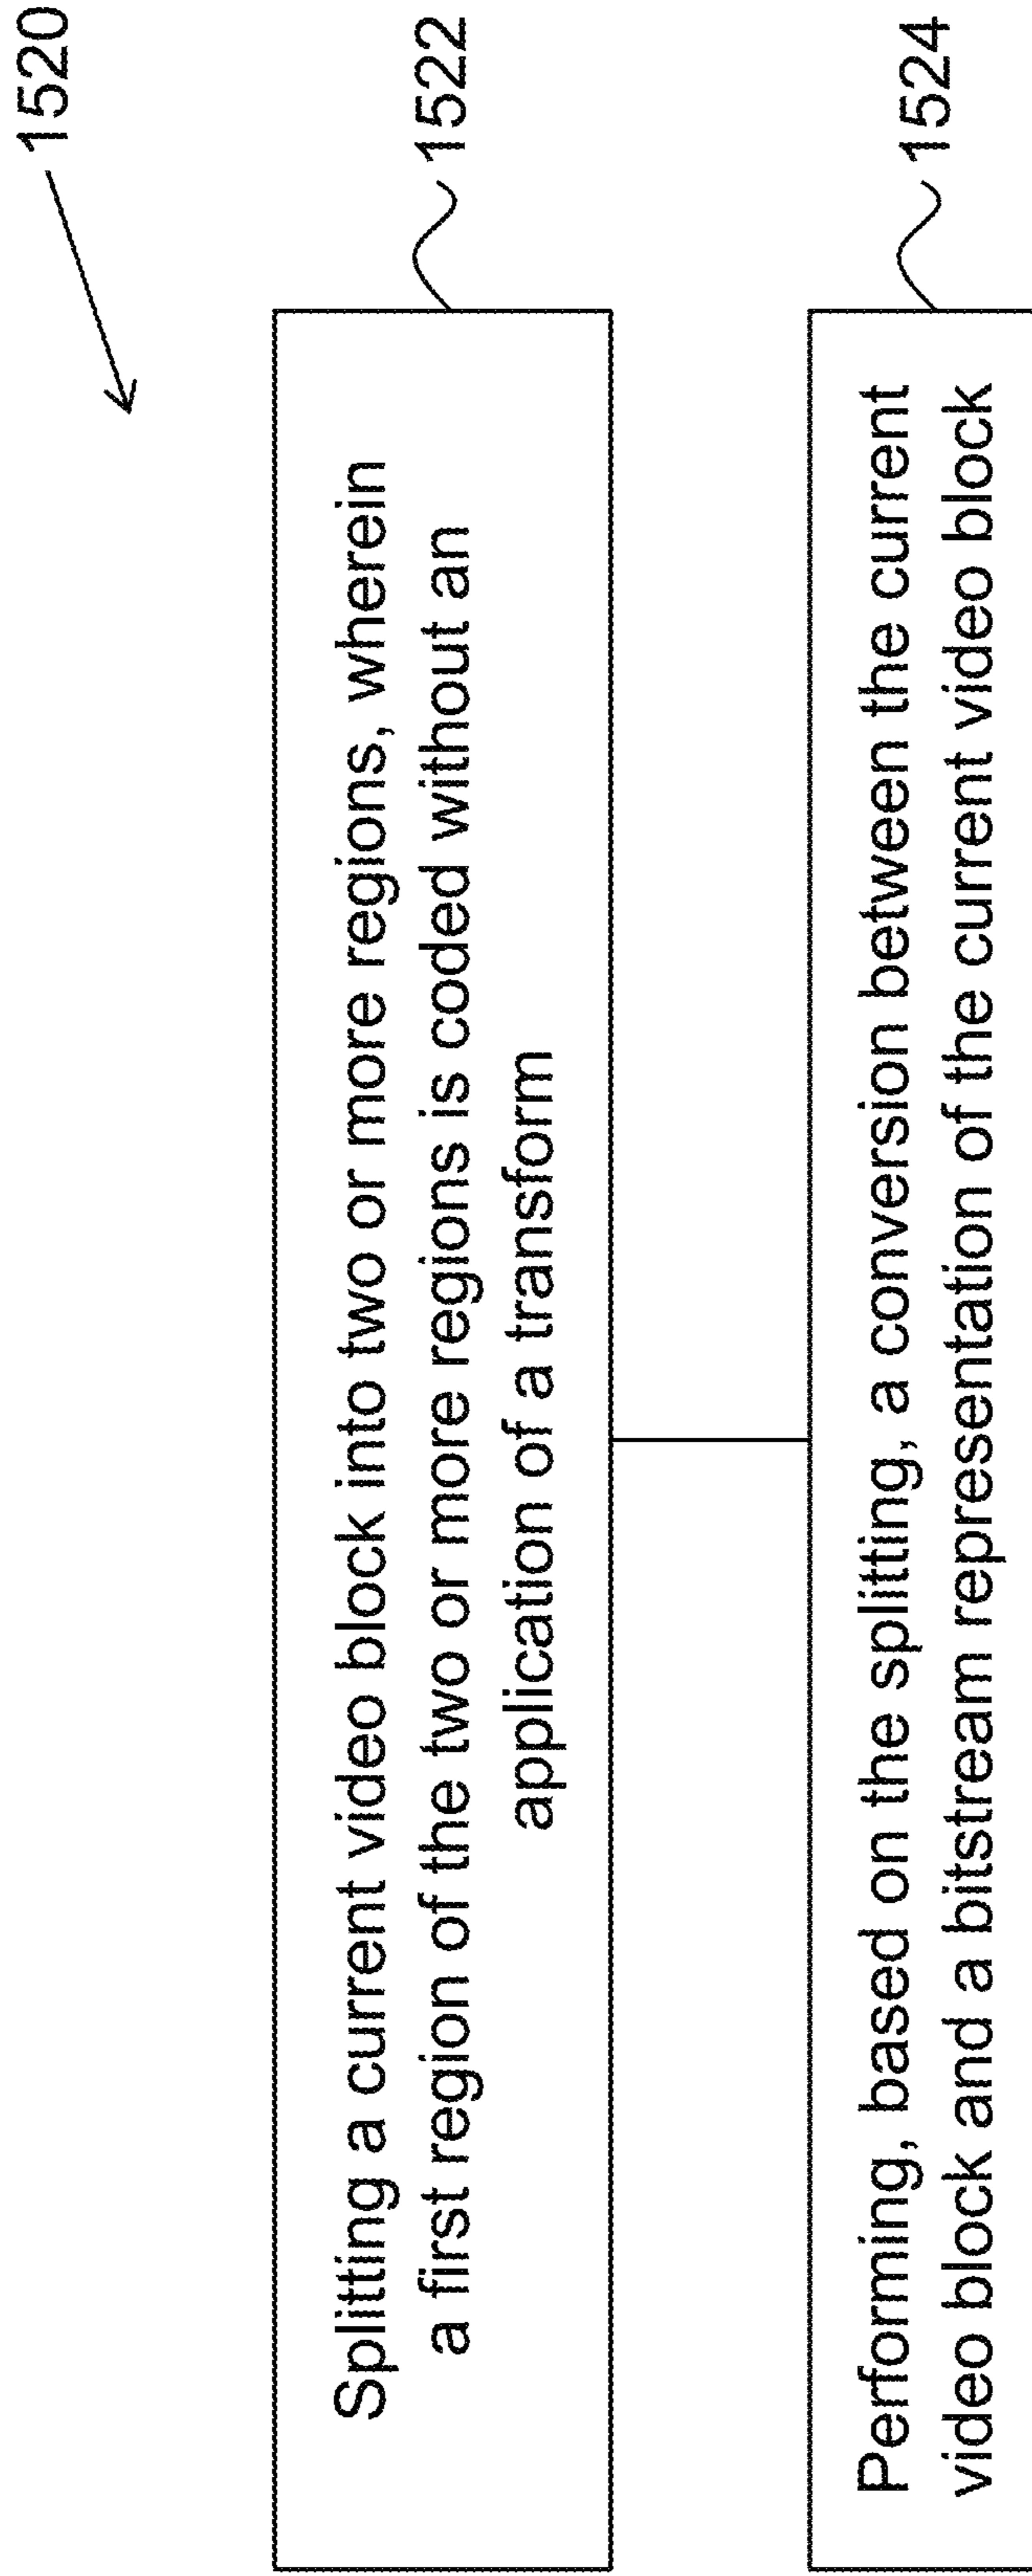 1520
Splitting a current video block into two or more regions, wherein
a first region of the two or more regions is coded without an
application of a transform
1522
Performing, based on the splitting, a conversion between the current
video block and a bitstream representation of the current video block
1524